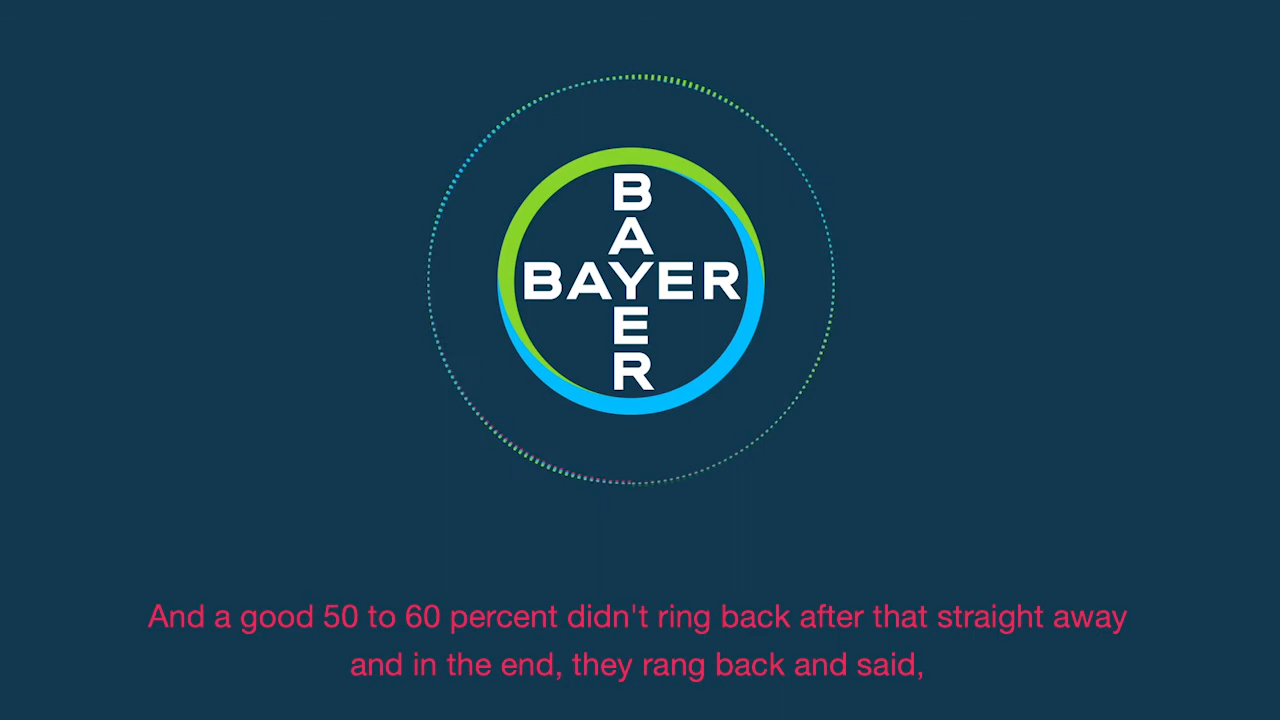 BAYER
BAYER
And a good 50 to 60 percent didn't ring back after that straight away
and in the end, they rang back and said,